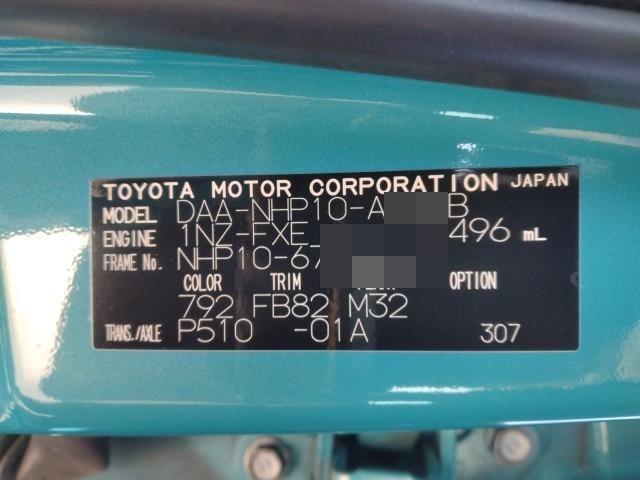 TOYOTA MOTOR CORPORATION JAPAN
MODEL DAA-NHP10-A B
ENGINE 1NZ-FXE 496 mL
FRAME No. NHP10-67
COLOR TRIM OPTION
792 FB82 M32
TRANS./AXLE P510 -01A 307